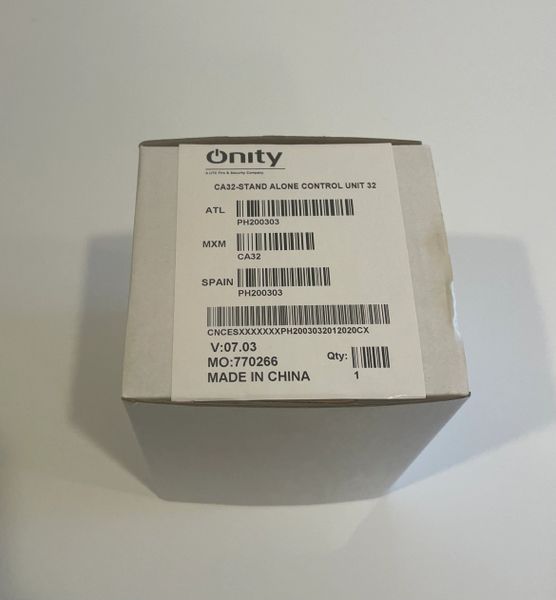 Onity
A UTC Fire & Security Company
CA32-STAND ALONE CONTROL UNIT 32
ATL
PH200303
MXM
CA32
SPAIN
PH200303
CNCESXXXXXXXPH2003032012020CX
V:07.03
MO:770266
Qty:
MADE IN CHINA
1